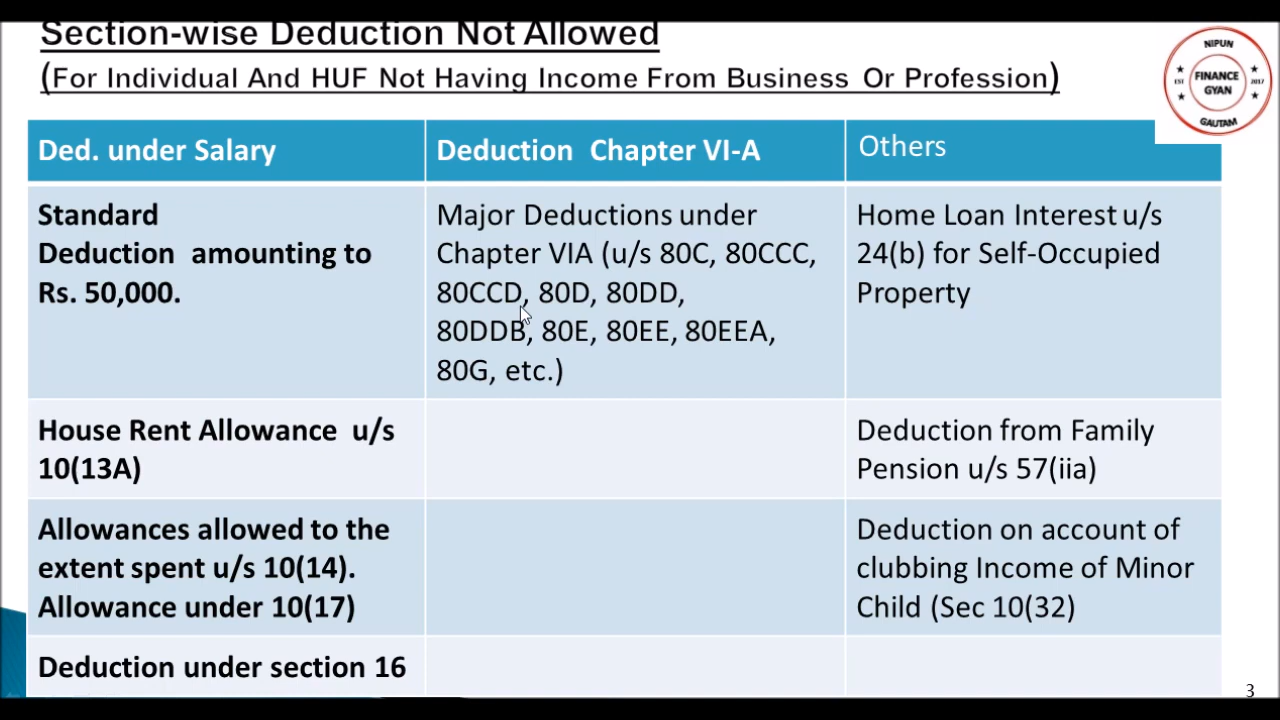 Section-wise Deduction Not Allowed
(For Individual And HUF Not Having Income From Business Or Profession)
NIPUN
EST
2017
FINANCE
GYAN
GAUTAM
Ded. under Salary
Deduction Chapter VI-A
Others
Standard
Deduction amounting to
Rs. 50,000.
Major Deductions under
Chapter VIA (u/s 80C, 80CCC,
80CCD, 80D, 80DD,
80DDB, 80E, 80EE, 80EEA,
80G, etc.)
Home Loan Interest u/s
24(b) for Self-Occupied
Property
House Rent Allowance u/s
10(13A)
Deduction from Family
Pension u/s 57(iia)
Allowances allowed to the
extent spent u/s 10(14).
Allowance under 10(17)
Deduction on account of
clubbing Income of Minor
Child (Sec 10(32)
Deduction under section 16
3